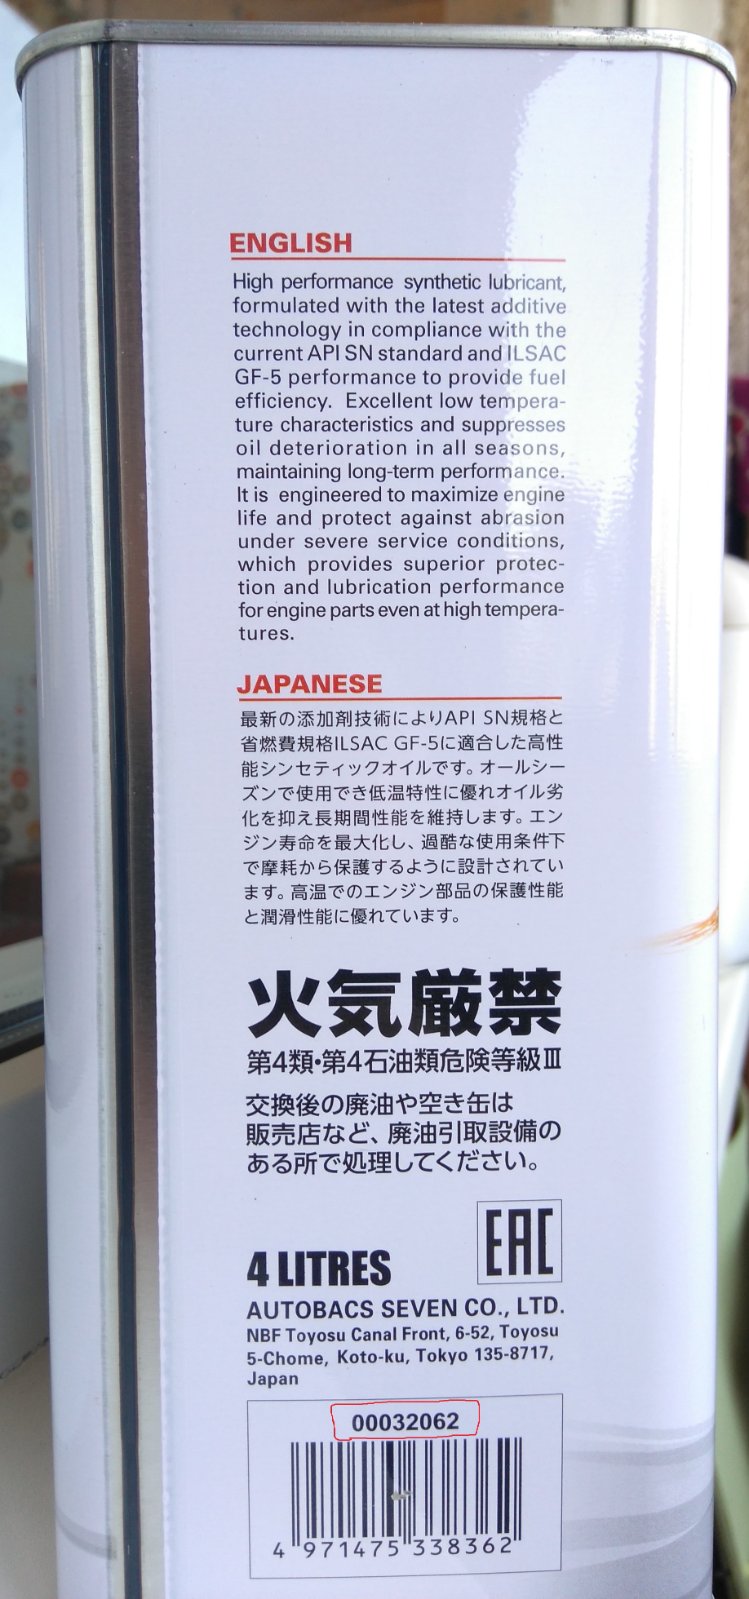 ENGLISH
High performance synthetic lubricant,
formulated with the latest additive
technology in compliance with the
current API SN standard and ILSAC
GF-5 performance to provide fuel
efficiency. Excellent low tempera-
ture characteristics and suppresses
oil deterioration in all seasons,
maintaining long-term performance.
It is engineered to maximize engine
life and protect against abrasion
under severe service conditions,
which provides superior protec-
tion and lubrication performance
for engine parts even at high tempera-
tures.
JAPANESE
最新の添加剤技術によりAPI SN規格と
省燃費規格ILSAC GF-5に適合した高性
能シンセティックオイルです。オールシー
ズンで使用でき低温特性に優れオイル劣
化を抑え長期間性能を維持します。エン
ジン寿命を最大化し、過酷な使用条件下
で摩耗から保護するように設計されてい
ます。高温でのエンジン部品の保護性能
と潤滑性能に優れています。
火気厳禁
第4類・第4石油類危険等級Ⅲ
交換後の廃油や空き缶は
販売店など、廃油引取設備の
ある所で処理してください。
EAC
4 LITRES
AUTOBACS SEVEN CO., LTD.
NBF Toyosu Canal Front, 6-52, Toyosu
5-Chome, Koto-ku, Tokyo 135-8717,
Japan
00032062
4 971475 338362